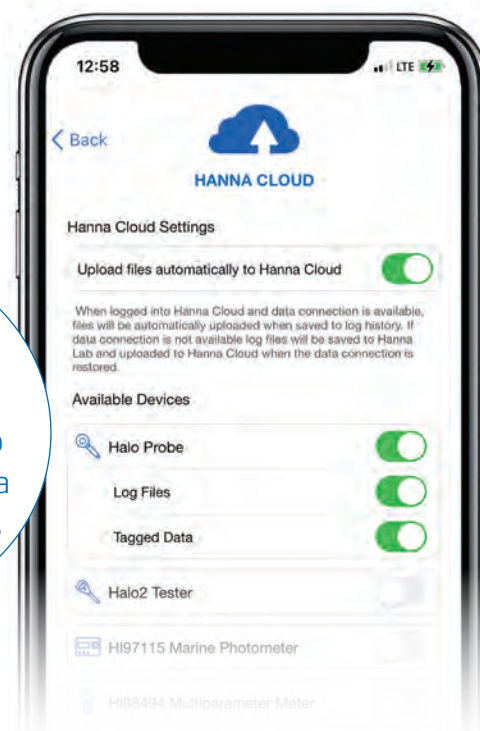 12:58
LTE
Back
HANNA CLOUD
Hanna Cloud Settings
Upload files automatically to Hanna Cloud
When logged into Hanna Cloud and data connection is available,
files will be automatically uploaded when saved to log history. If
data connection is not available log files will be saved to Hanna
Lab and uploaded to Hanna Cloud when the data connection is
restored.
Available Devices
Halo Probe
Log Files
Tagged Data
Halo2 Tester
HI97115 Marine Photometer
HI98494 Multiparameter Meter